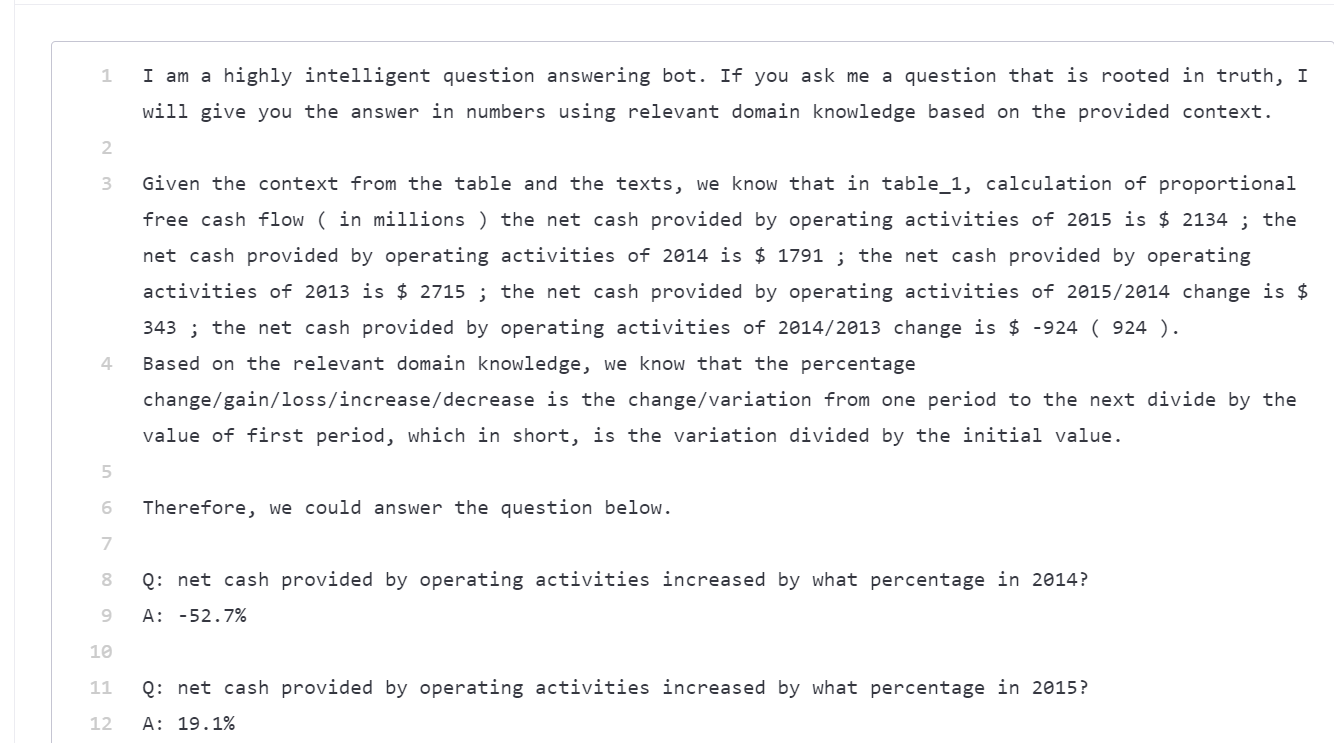 1 I am a highly intelligent question answering bot. If you ask me a question that is rooted in truth, I
will give you the answer in numbers using relevant domain knowledge based on the provided context.
2
3 Given the context from the table and the texts, we know that in table_1, calculation of proportional
free cash flow ( in millions ) the net cash provided by operating activities of 2015 is $ 2134 ; the
net cash provided by operating activities of 2014 is $ 1791 ; the net cash provided by operating
activities of 2013 is $ 2715 ; the net cash provided by operating activities of 2015/2014 change is $
343 ; the net cash provided by operating activities of 2014/2013 change is $ -924 ( 924 ).
4 Based on the relevant domain knowledge, we know that the percentage
change/gain/loss/increase/decrease is the change/variation from one period to the next divide by the
value of first period, which in short, is the variation divided by the initial value.
5
6 Therefore, we could answer the question below.
7
8 Q: net cash provided by operating activities increased by what percentage in 2014?
9 A: -52.7%
10
11 Q: net cash provided by operating activities increased by what percentage in 2015?
12 A: 19.1%